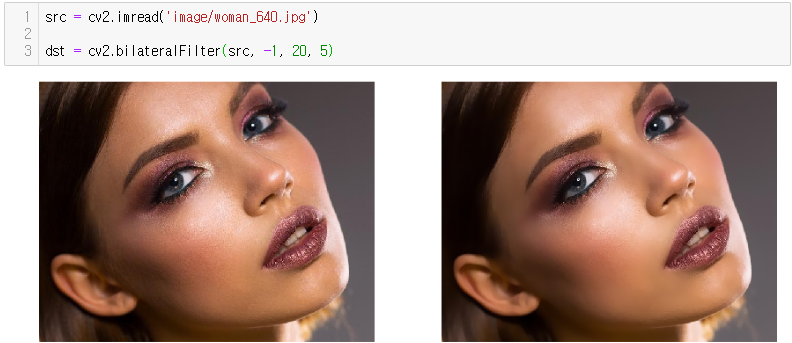 1 src = cv2.imread('image/woman_640.jpg')
2
3 dst = cv2.bilateralFilter(src, -1, 20, 5)